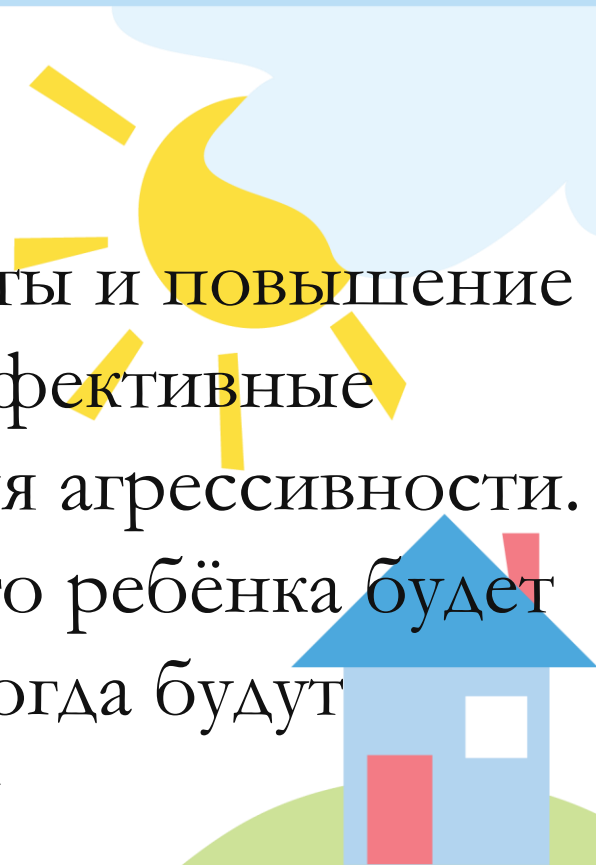 ты и повышение
фективные
я агрессивности.
о ребёнка будет
огда будут